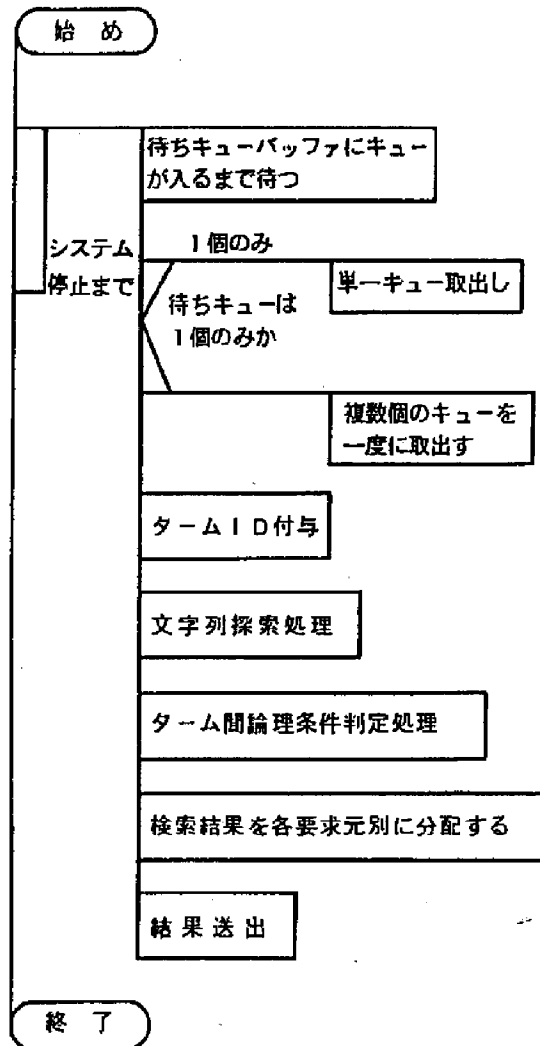 始め
待ちキューバッファにキュー
が入るまで待つ
システム
停止まで
1個のみ
待ちキューは
1個のみか
単一キュー取出し
複数個のキューを
一度に取出す
タームID付与
文字列探索処理
ターム間論理条件判定処理
検索結果を各要求元別に分配する
結果送出
終了